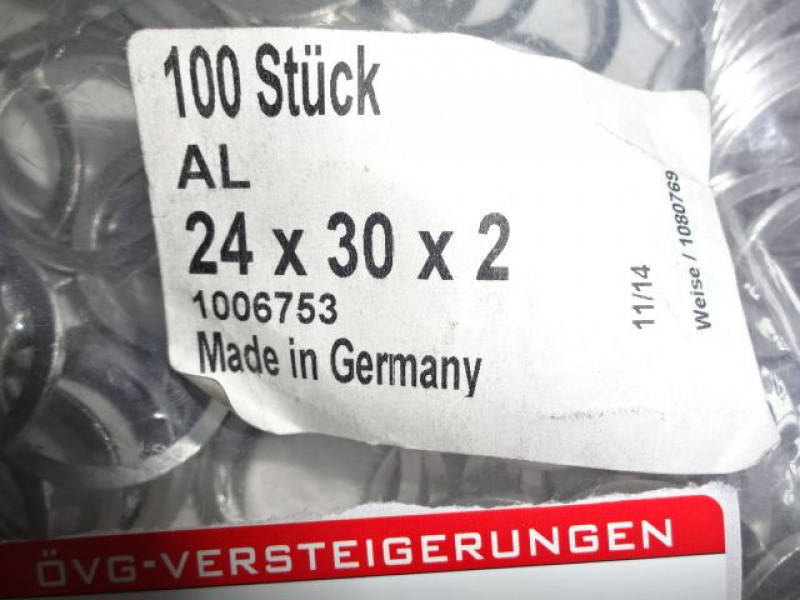 100 Stück
AL
24 x 30 x 2
1006753
Made in Germany
11/14
Weise / 1080769
ÖVG-VERSTEIGERUNGEN